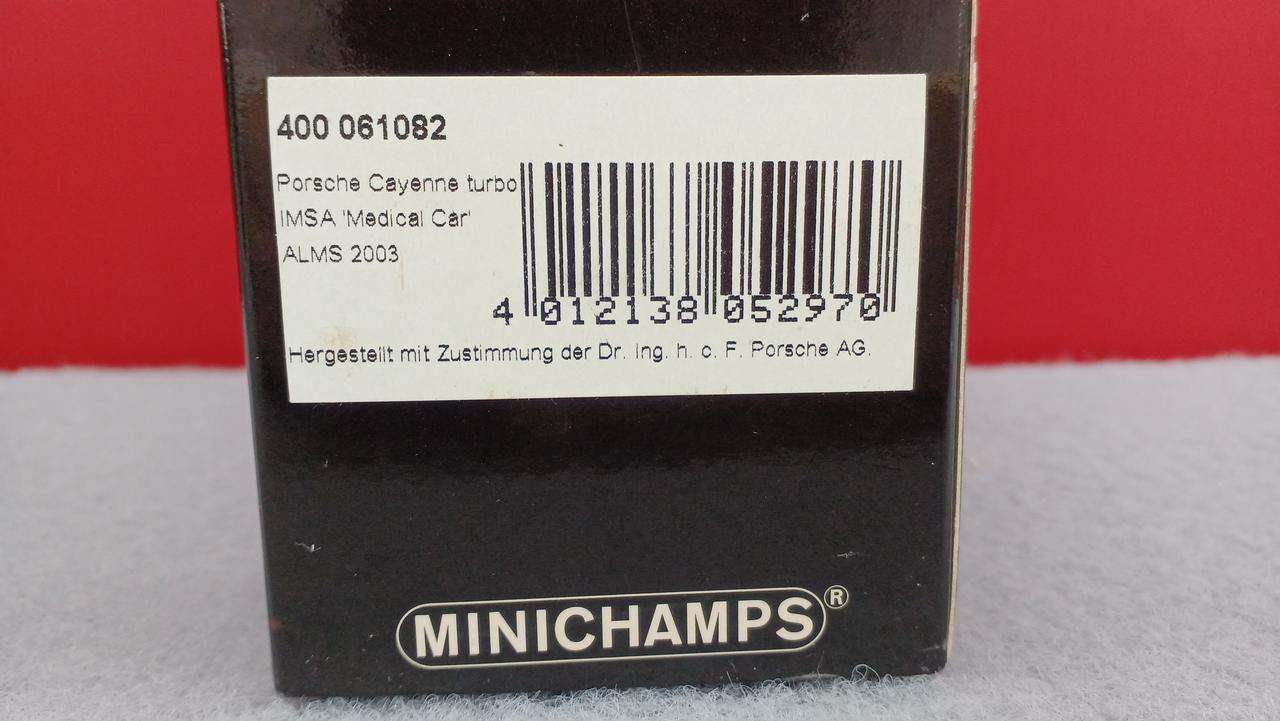 400 061082
Porsche Cayenne turbo
IMSA 'Medical Car'
ALMS 2003
4 012138 052970
Hergestellt mit Zustimmung der Dr. Ing. h. c. F. Porsche AG.
MINICHAMPS®